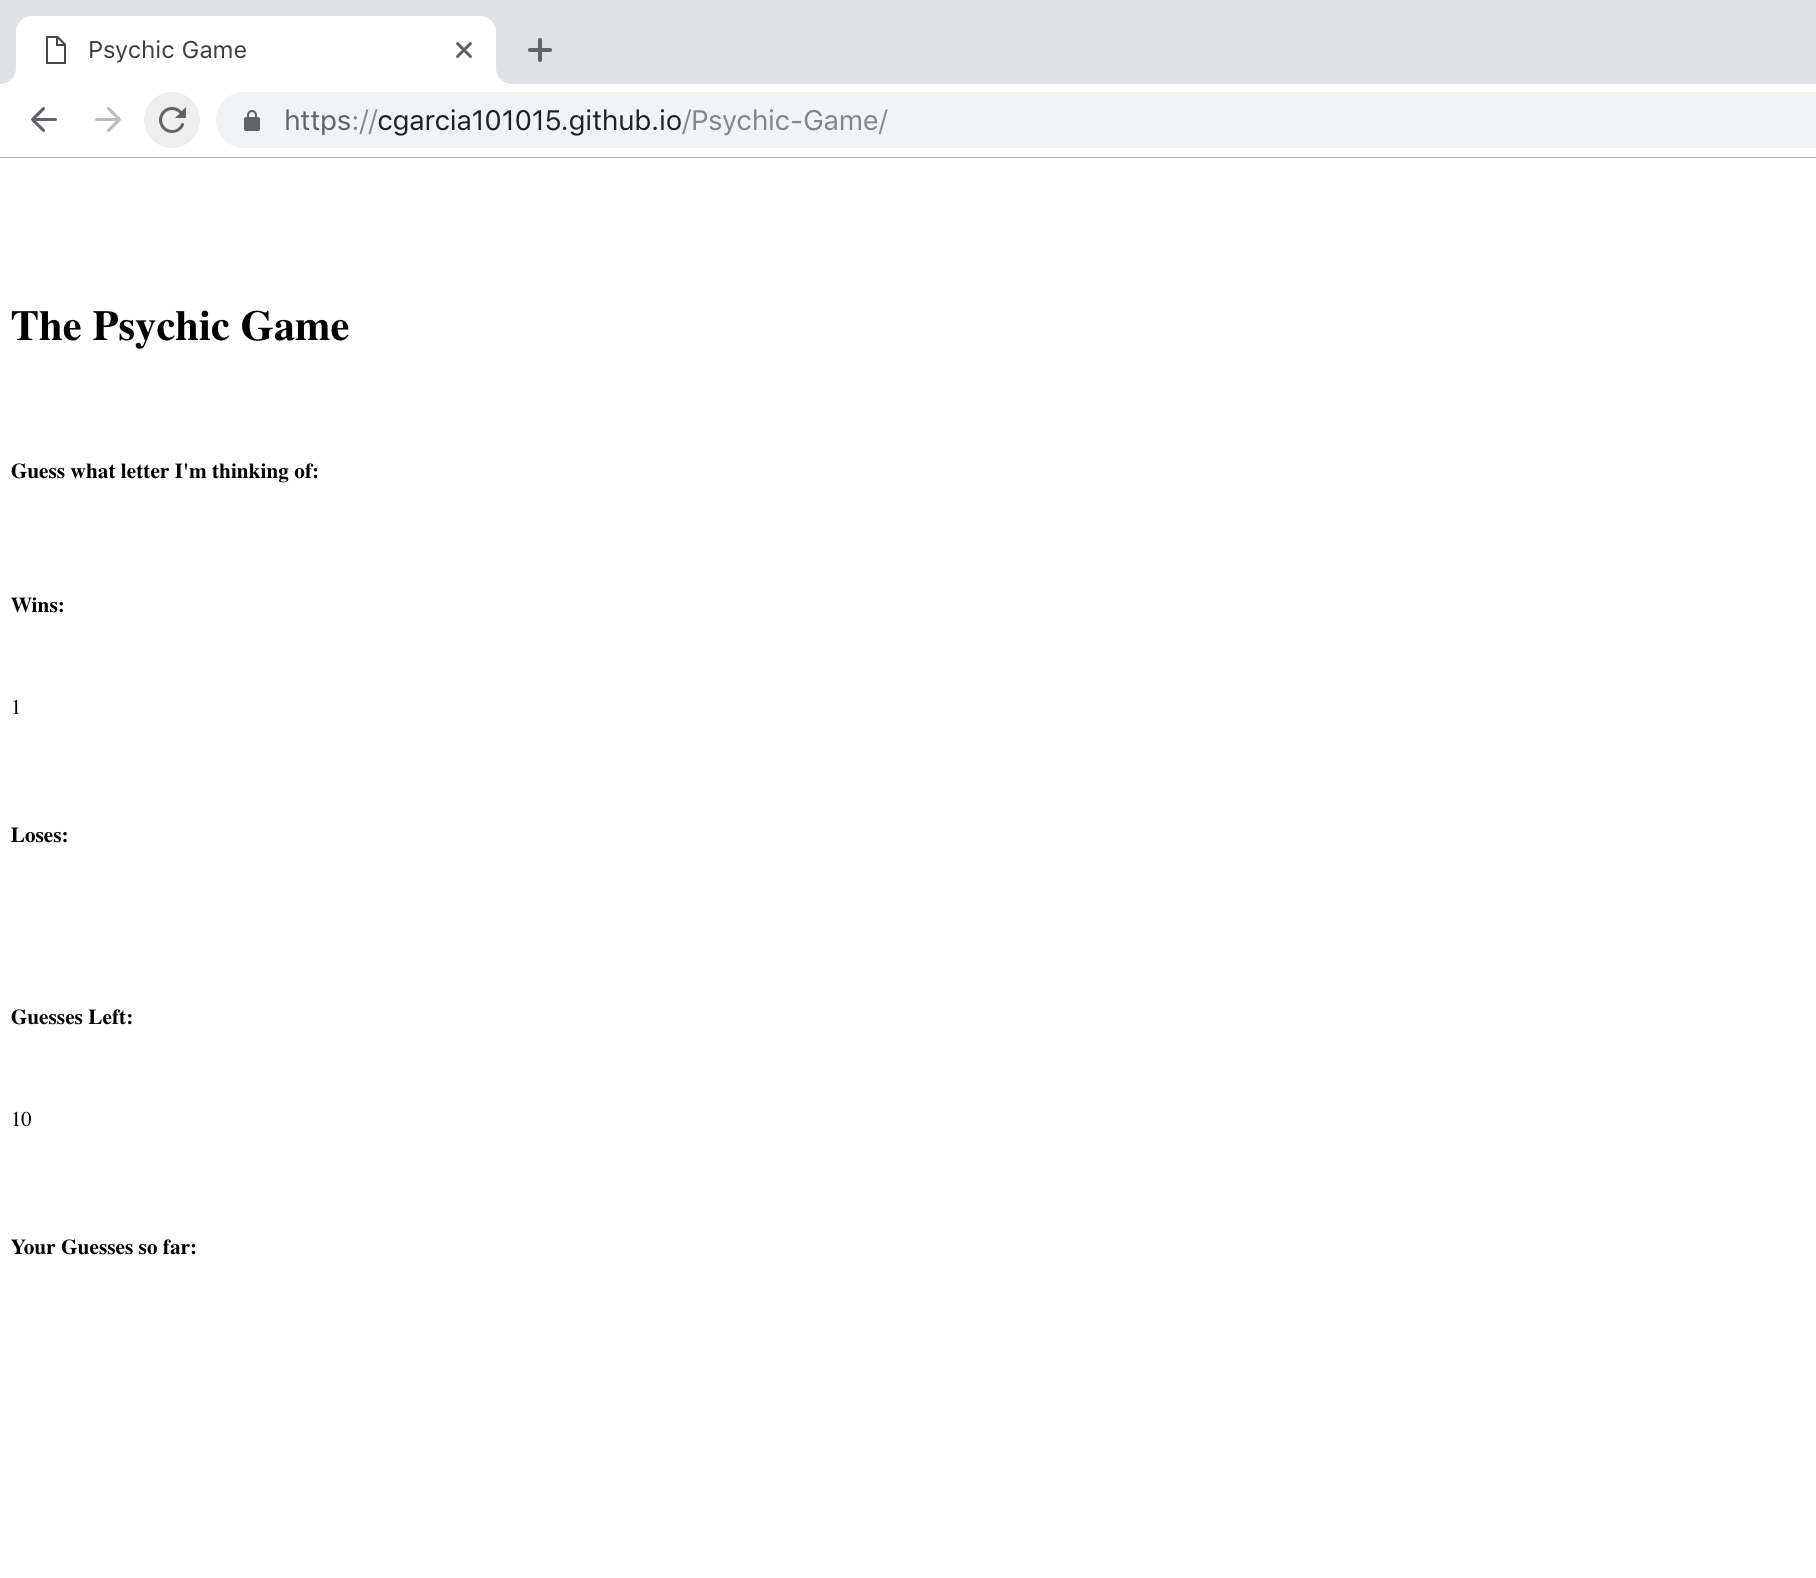 Psychic Game
https://cgarcia101015.github.io/Psychic-Game/
The Psychic Game
Guess what letter I'm thinking of:
Wins:
1
Loses:
Guesses Left:
10
Your Guesses so far: